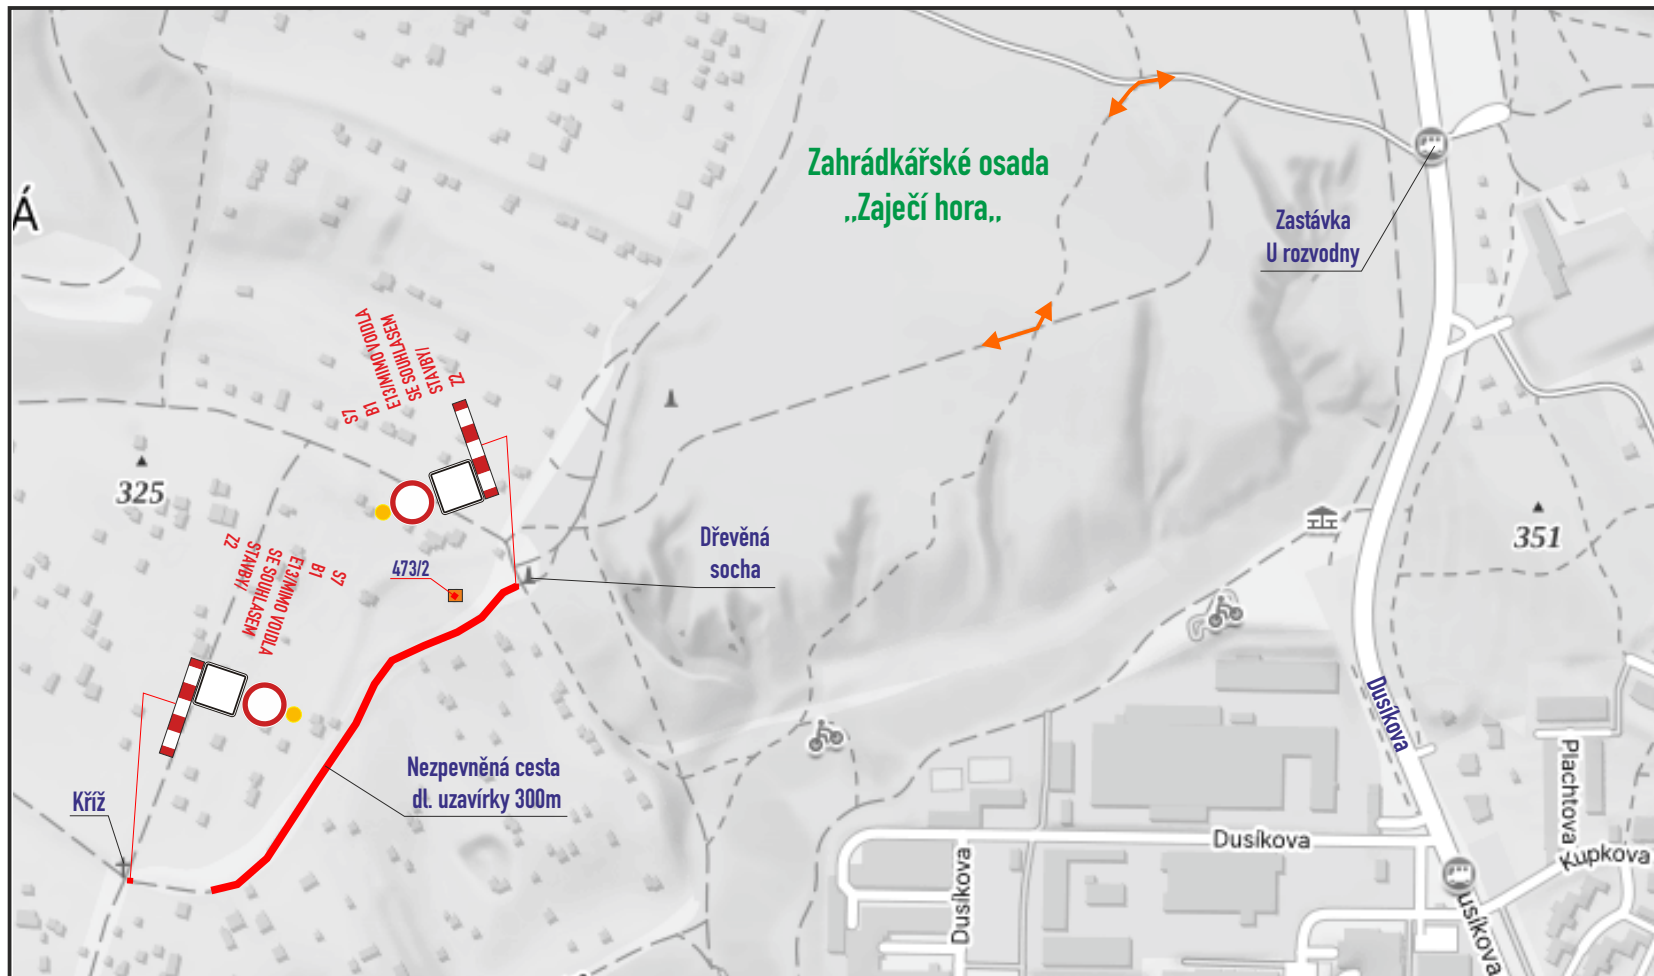 Zahrádkářské osada
„Zaječí hora„
Á
Zastávka
U rozvodny
Z2
STAVBY/
SE SOUHLASEM
E13/MIMO VOIDLA
B1
S7
325
351
Dřevěná
socha
473/2
S7
B1
E13/MIMO VOIDLA
SE SOUHLASEM
STAVBY/
Z2
Dusíkova
Nezpevněná cesta
dl. uzavírky 300m
Kříž
Plachtova
Dusíkova
Kupkova
Dusíkova
Dusíkova